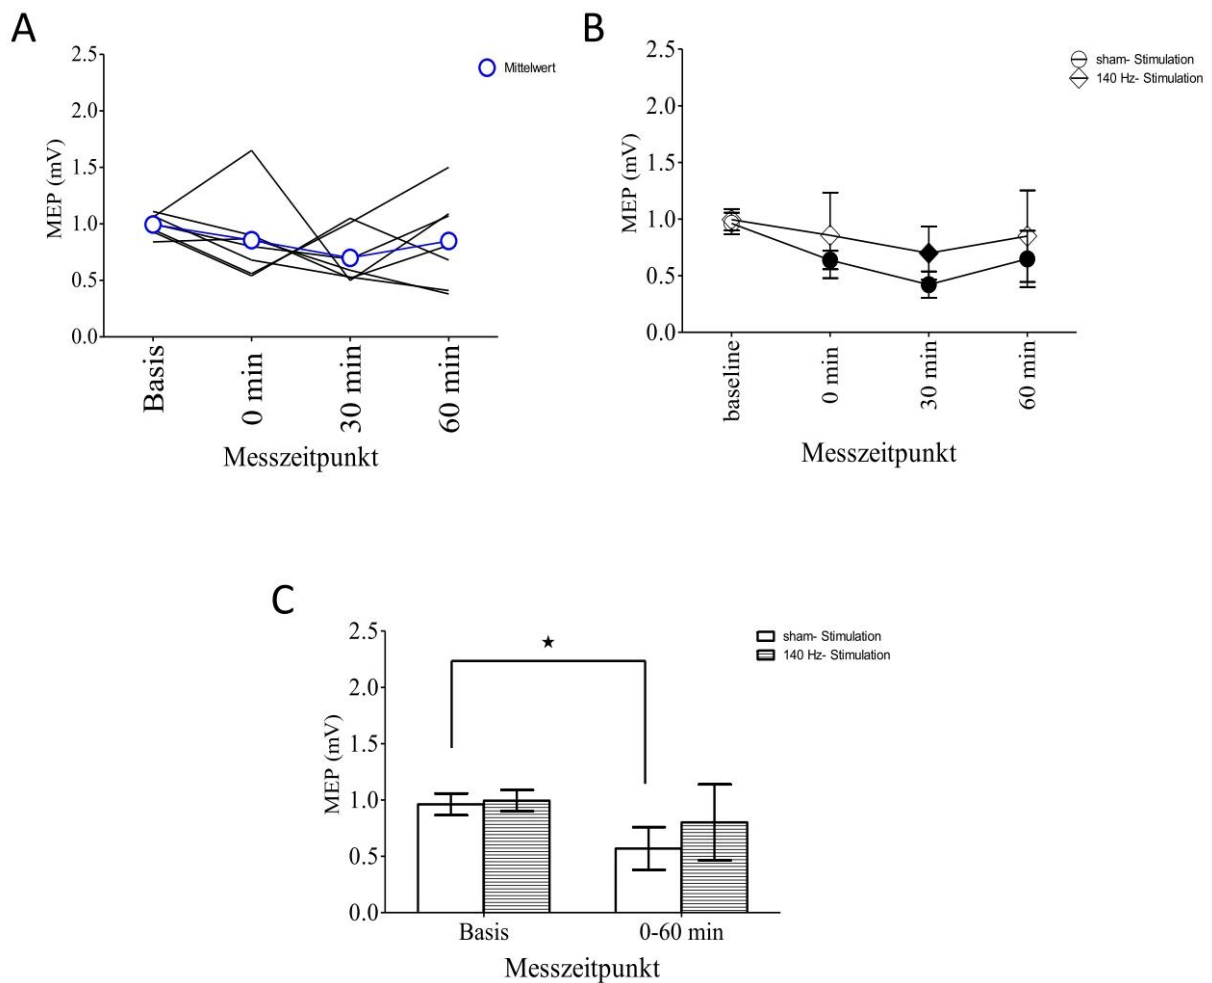 A
2.5
2.0
1.5
1.0
0.5
0.0
MEP (mV)
Mittelwert
Basis
0 min
30 min
60 min
Messzeitpunkt
B
2.5
2.0
1.5
1.0
0.5
0.0
MEP (mV)
sham- Stimulation
140 Hz- Stimulation
baseline
0 min
30 min
60 min
Messzeitpunkt
C
2.5
2.0
1.5
1.0
0.5
0.0
MEP (mV)
sham- Stimulation
140 Hz- Stimulation
Basis
0-60 min
Messzeitpunkt